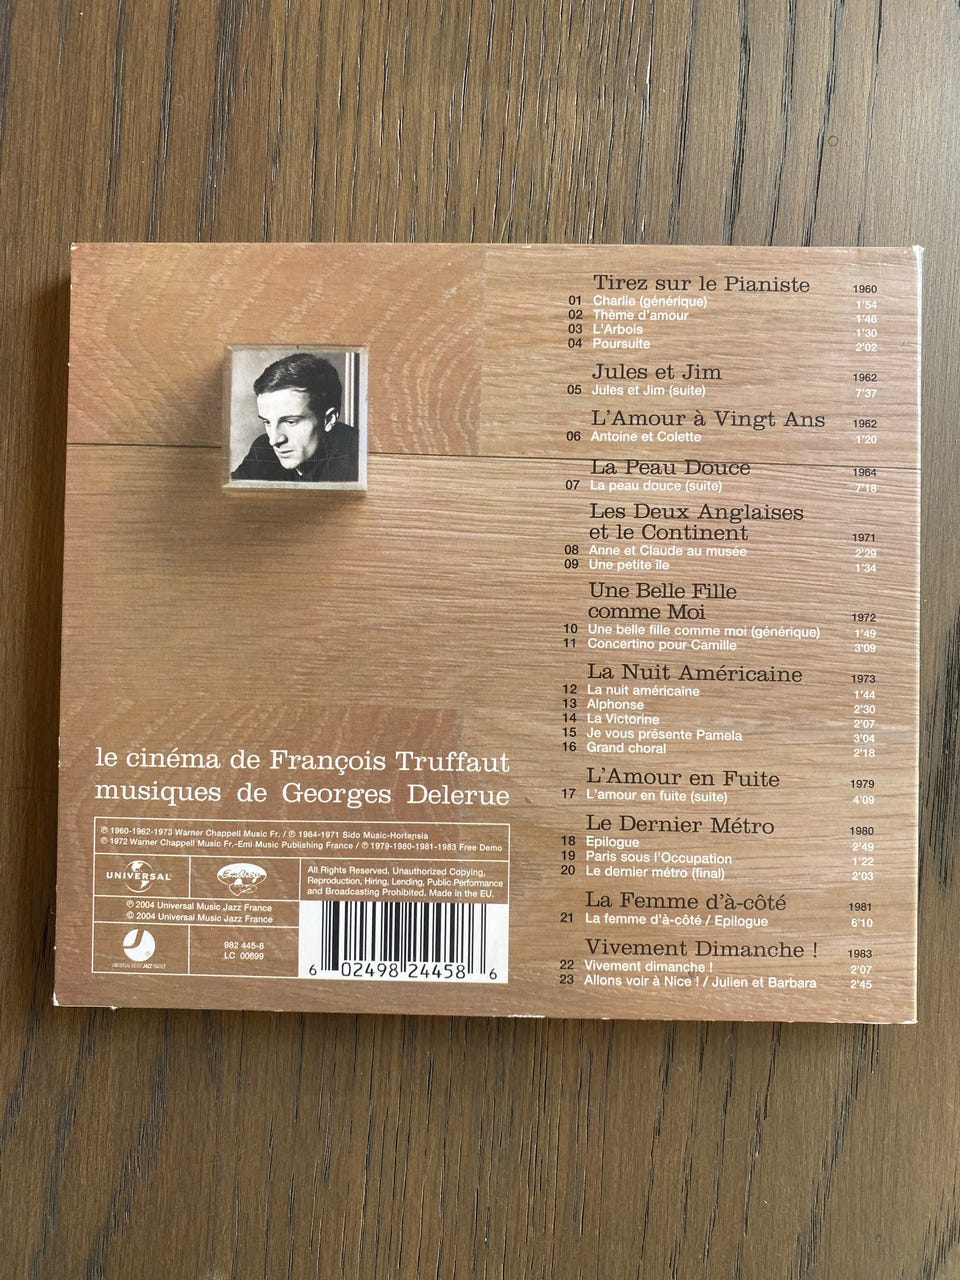 Tirez sur le Pianiste 1960
01 Charlie (générique) 1'54
02 Thème d'amour 1'46
03 L'Arbois 1'30
04 Poursuite 2'02
Jules et Jim 1962
05 Jules et Jim (suite) 7'37
L'Amour à Vingt Ans 1962
06 Antoine et Colette 1'20
La Peau Douce 1964
07 La peau douce (suite) 7'18
Les Deux Anglaises
et le Continent 1971
08 Anne et Claude au musée 2'29
09 Une petite île 1'34
Une Belle Fille
comme Moi 1972
10 Une belle fille comme moi (générique) 1'49
11 Concertino pour Camille 3'09
La Nuit Américaine 1973
12 La nuit américaine 1'44
13 Alphonse 2'30
14 La Victorine 2'07
15 Je vous présente Pamela 3'04
16 Grand choral 2'18
L'Amour en Fuite 1979
17 L'amour en fuite (suite) 4'09
Le Dernier Métro 1980
18 Epilogue 2'49
19 Paris sous l'Occupation 1'22
20 Le dernier métro (final) 2'03
La Femme d'à-côté 1981
21 La femme d'à-côté / Epilogue 6'10
Vivement Dimanche ! 1983
22 Vivement dimanche ! 2'07
23 Allons voir à Nice ! / Julien et Barbara 2'45
le cinéma de François Truffaut
musiques de Georges Delerue
℗ 1960-1962-1973 Warner Chappell Music Fr. / ℗ 1964-1971 Sido Music-Hortensia
℗ 1972 Warner Chappell Music Fr.-Emi Music Publishing France / ℗ 1979-1980-1981-1983 Free Demo
UNIVERSAL
EmArcy
All Rights Reserved. Unauthorized Copying,
Reproduction, Hiring, Lending, Public Performance
and Broadcasting Prohibited. Made in the EU.
℗ 2004 Universal Music Jazz France
© 2004 Universal Music Jazz France
UNIVERSAL MUSIC JAZZ FRANCE
982 445-8
LC 00699
6 02498 24458 6